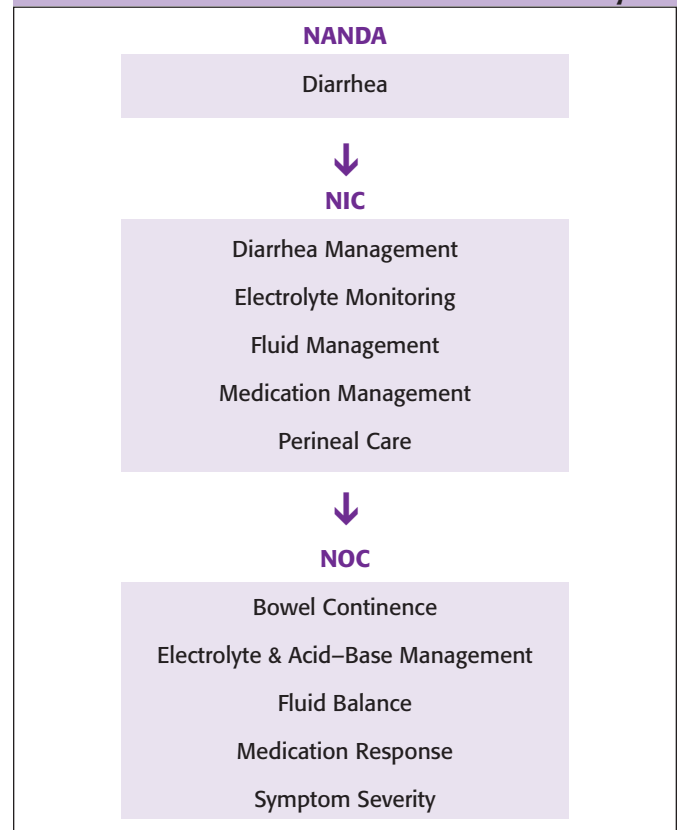 NANDA
Diarrhea
NIC
Diarrhea Management
Electrolyte Monitoring
Fluid Management
Medication Management
Perineal Care
NOC
Bowel Continence
Electrolyte & Acid–Base Management
Fluid Balance
Medication Response
Symptom Severity